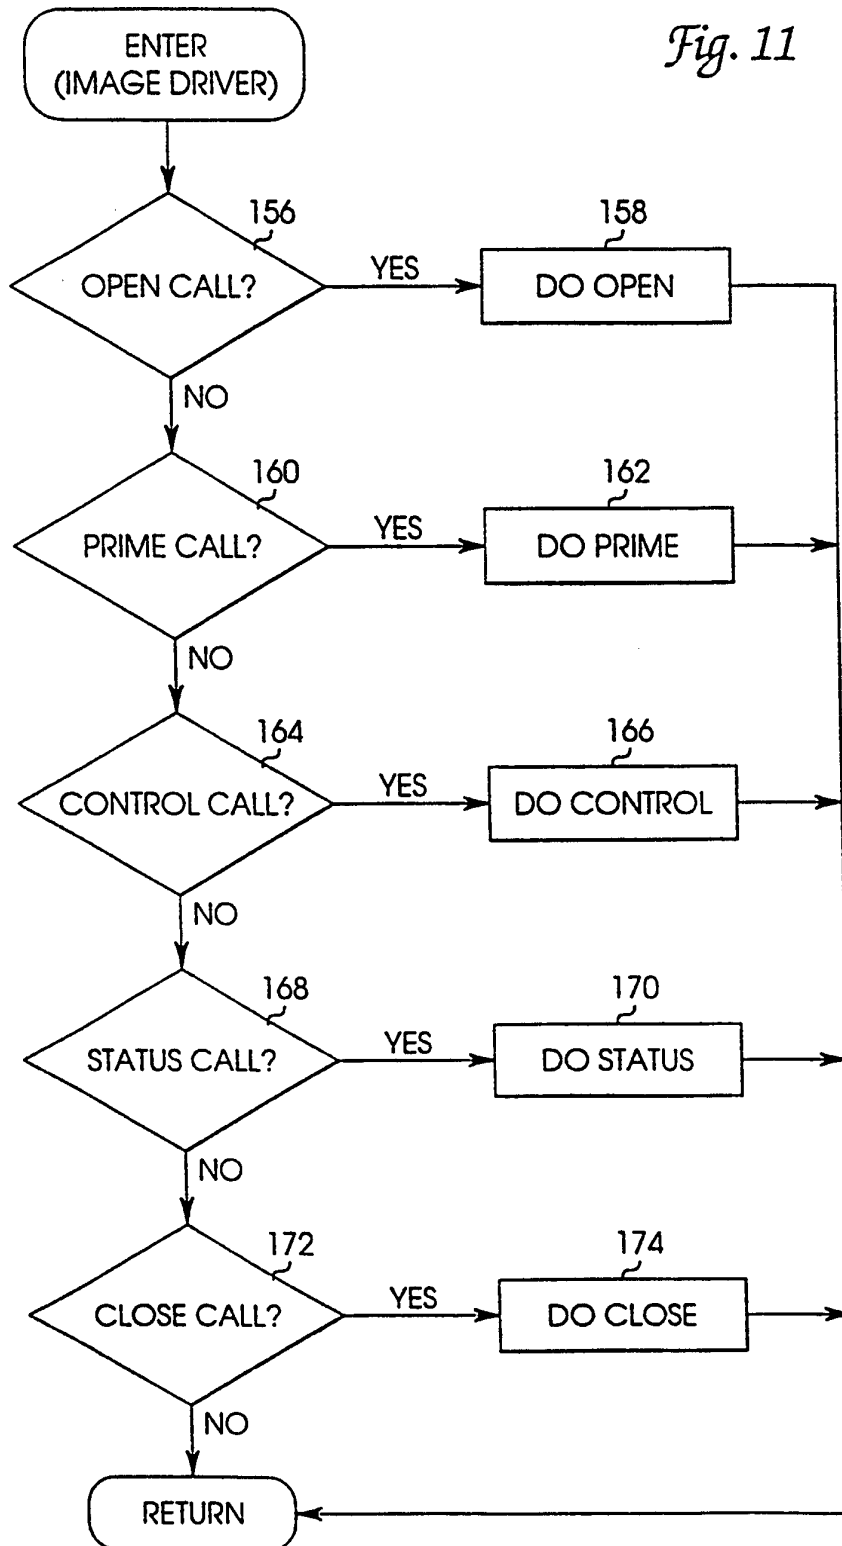 Fig. 11
ENTER
(IMAGE DRIVER)
156
OPEN CALL?
YES
158
DO OPEN
NO
160
PRIME CALL?
YES
162
DO PRIME
NO
164
CONTROL CALL?
YES
166
DO CONTROL
NO
168
STATUS CALL?
YES
170
DO STATUS
NO
172
CLOSE CALL?
YES
174
DO CLOSE
NO
RETURN